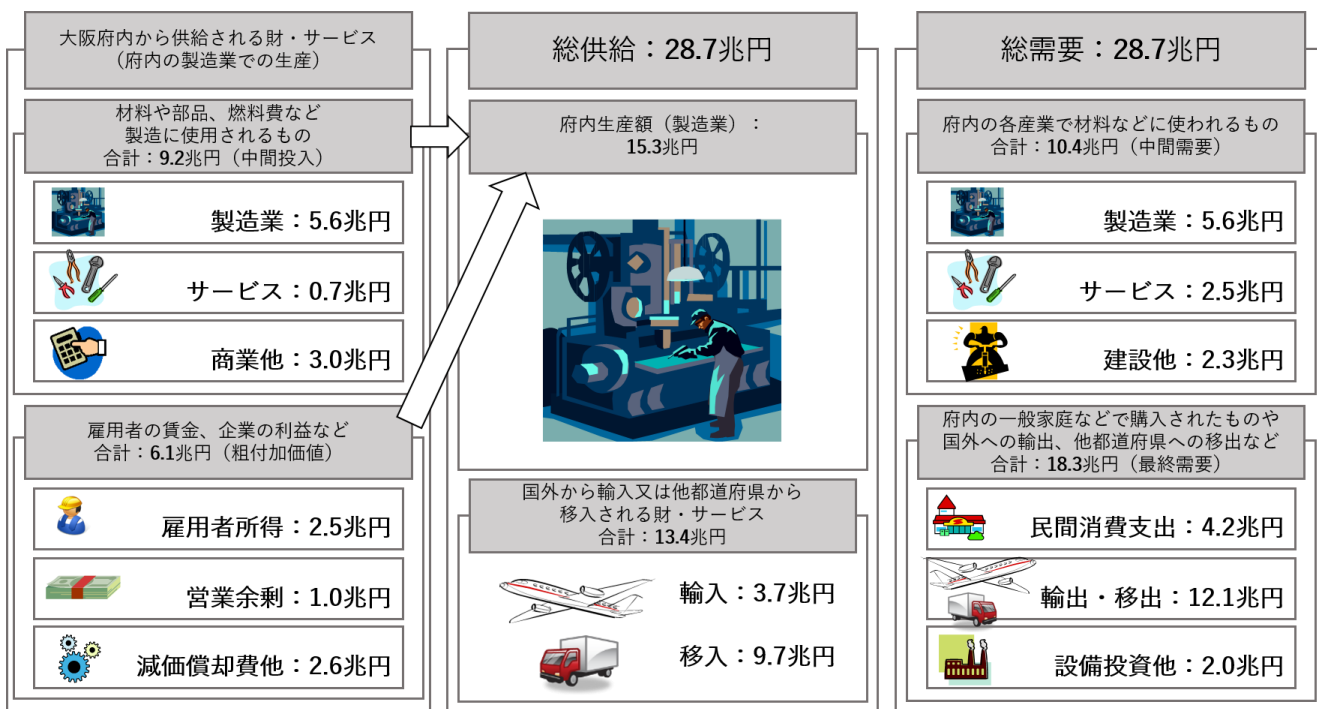 大阪府内から供給される財・サービス
(府内の製造業での生産)
材料や部品、燃料費など
製造に使用されるもの
合計：9.2兆円（中間投入）
製造業：5.6兆円
サービス：0.7兆円
商業他：3.0兆円
雇用者の賃金、企業の利益など
合計：6.1兆円（粗付加価値）
雇用者所得：2.5兆円
営業余剰：1.0兆円
減価償却費他：2.6兆円
総供給：28.7兆円
府内生産額（製造業）：
15.3兆円
国外から輸入又は他都道府県から
移入される財・サービス
合計：13.4兆円
輸入：3.7兆円
移入：9.7兆円
総需要：28.7兆円
府内の各産業で材料などに使われるもの
合計：10.4兆円（中間需要）
製造業：5.6兆円
サービス：2.5兆円
建設他：2.3兆円
府内の一般家庭などで購入されたものや
国外への輸出、他都道府県への移出など
合計：18.3兆円（最終需要）
民間消費支出：4.2兆円
輸出・移出：12.1兆円
設備投資他：2.0兆円